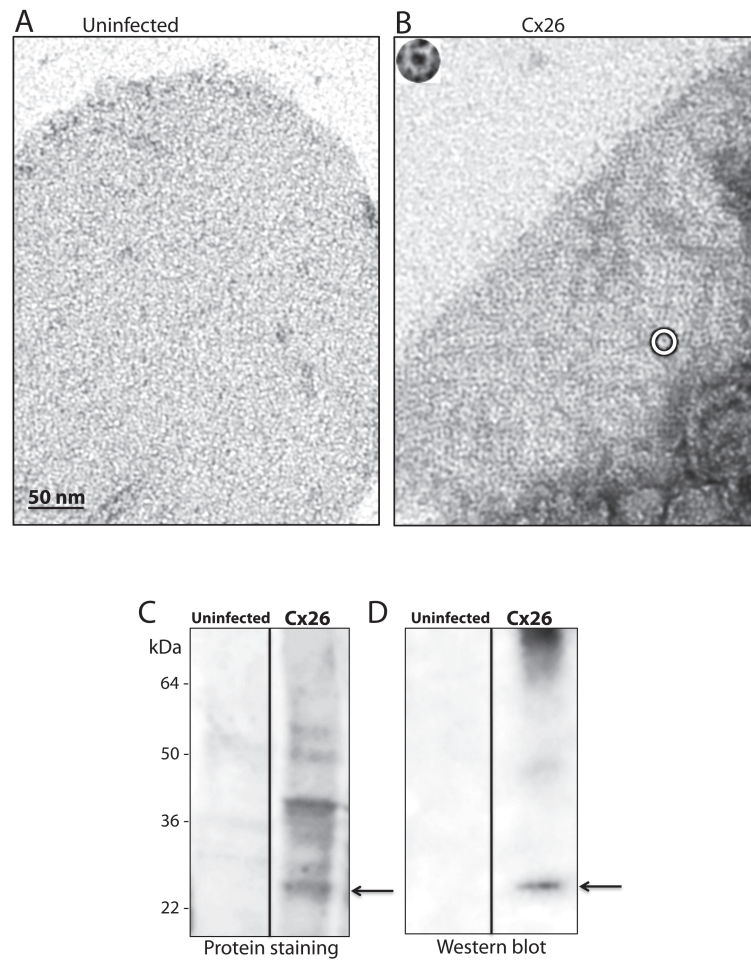 A Uninfected
B Cx26
50 nm
C Uninfected Cx26
D Uninfected Cx26
kDa
64 -
50 -
36 -
22 -
Protein staining
Western blot